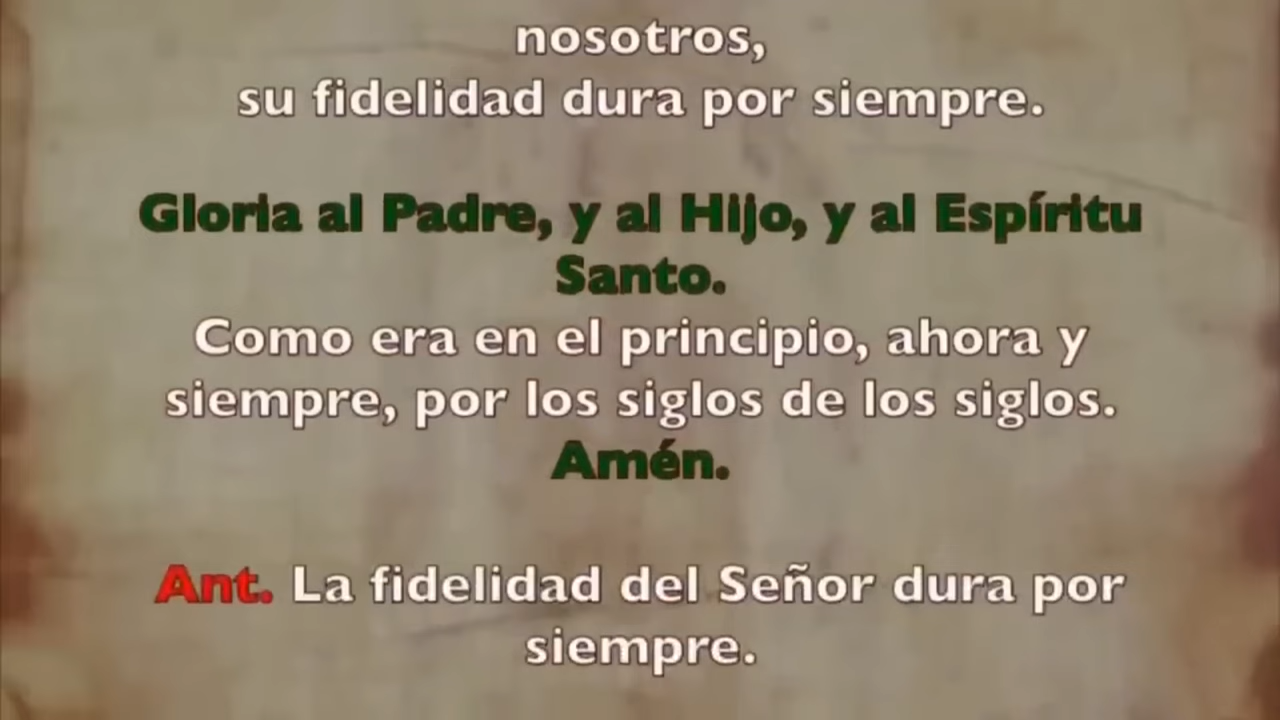 nosotros,
su fidelidad dura por siempre.
Gloria al Padre, y al Hijo, y al Espíritu
Santo.
Como era en el principio, ahora y
siempre, por los siglos de los siglos.
Amén.
Ant. La fidelidad del Señor dura por
siempre.